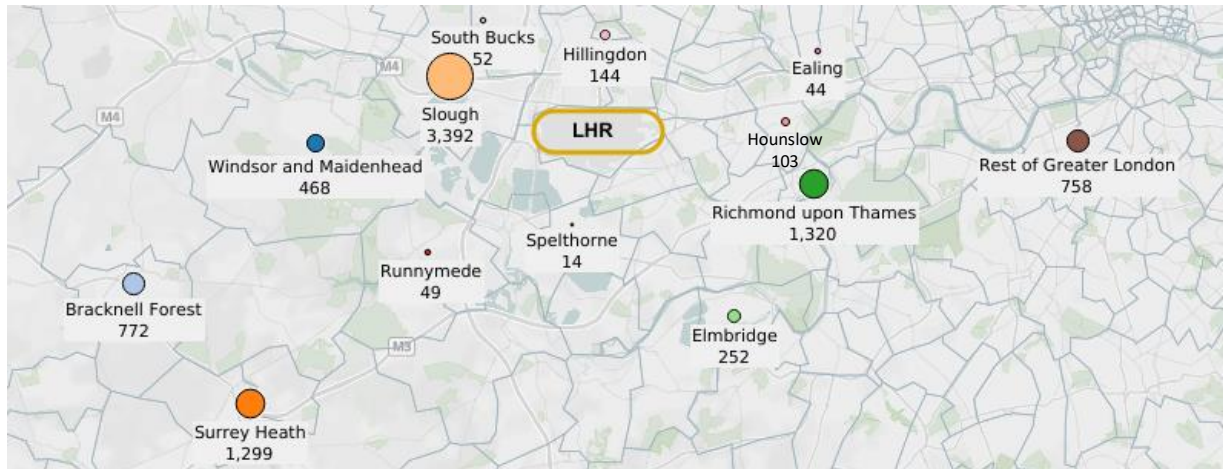 South Bucks
52
Hillingdon
144
Ealing
44
M4
Slough
3,392
LHR
M4
Hounslow
103
Windsor and Maidenhead
468
Rest of Greater London
758
Richmond upon Thames
1,320
Spelthorne
14
Runnymede
49
Bracknell Forest
772
Elmbridge
252
M3
Surrey Heath
1,299